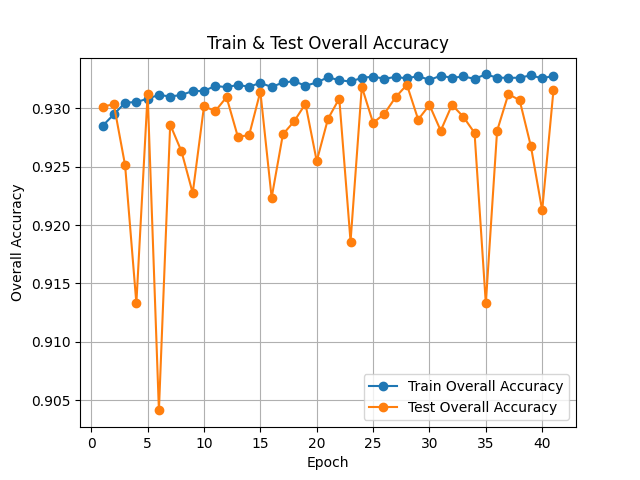 Train & Test Overall Accuracy
0.930
0.925
0.920
0.915
0.910
0.905
Overall Accuracy
Train Overall Accuracy
Test Overall Accuracy
0 5 10 15 20 25 30 35 40
Epoch